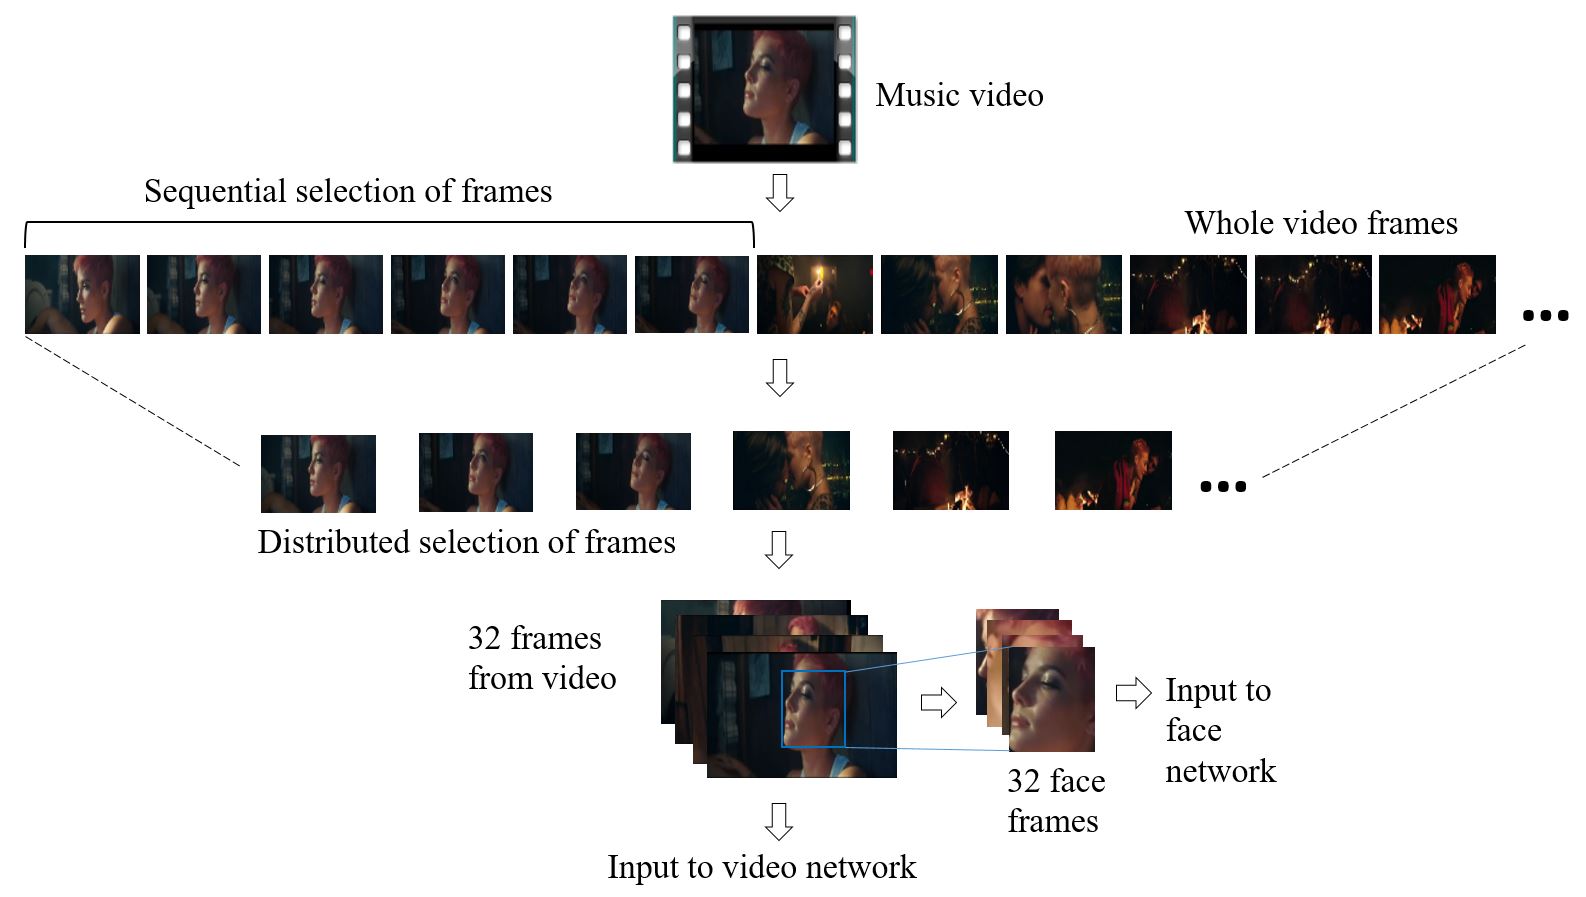 Music video
Sequential selection of frames
Whole video frames
Distributed selection of frames
32 frames
from video
Input to
face
network
32 face
frames
Input to video network